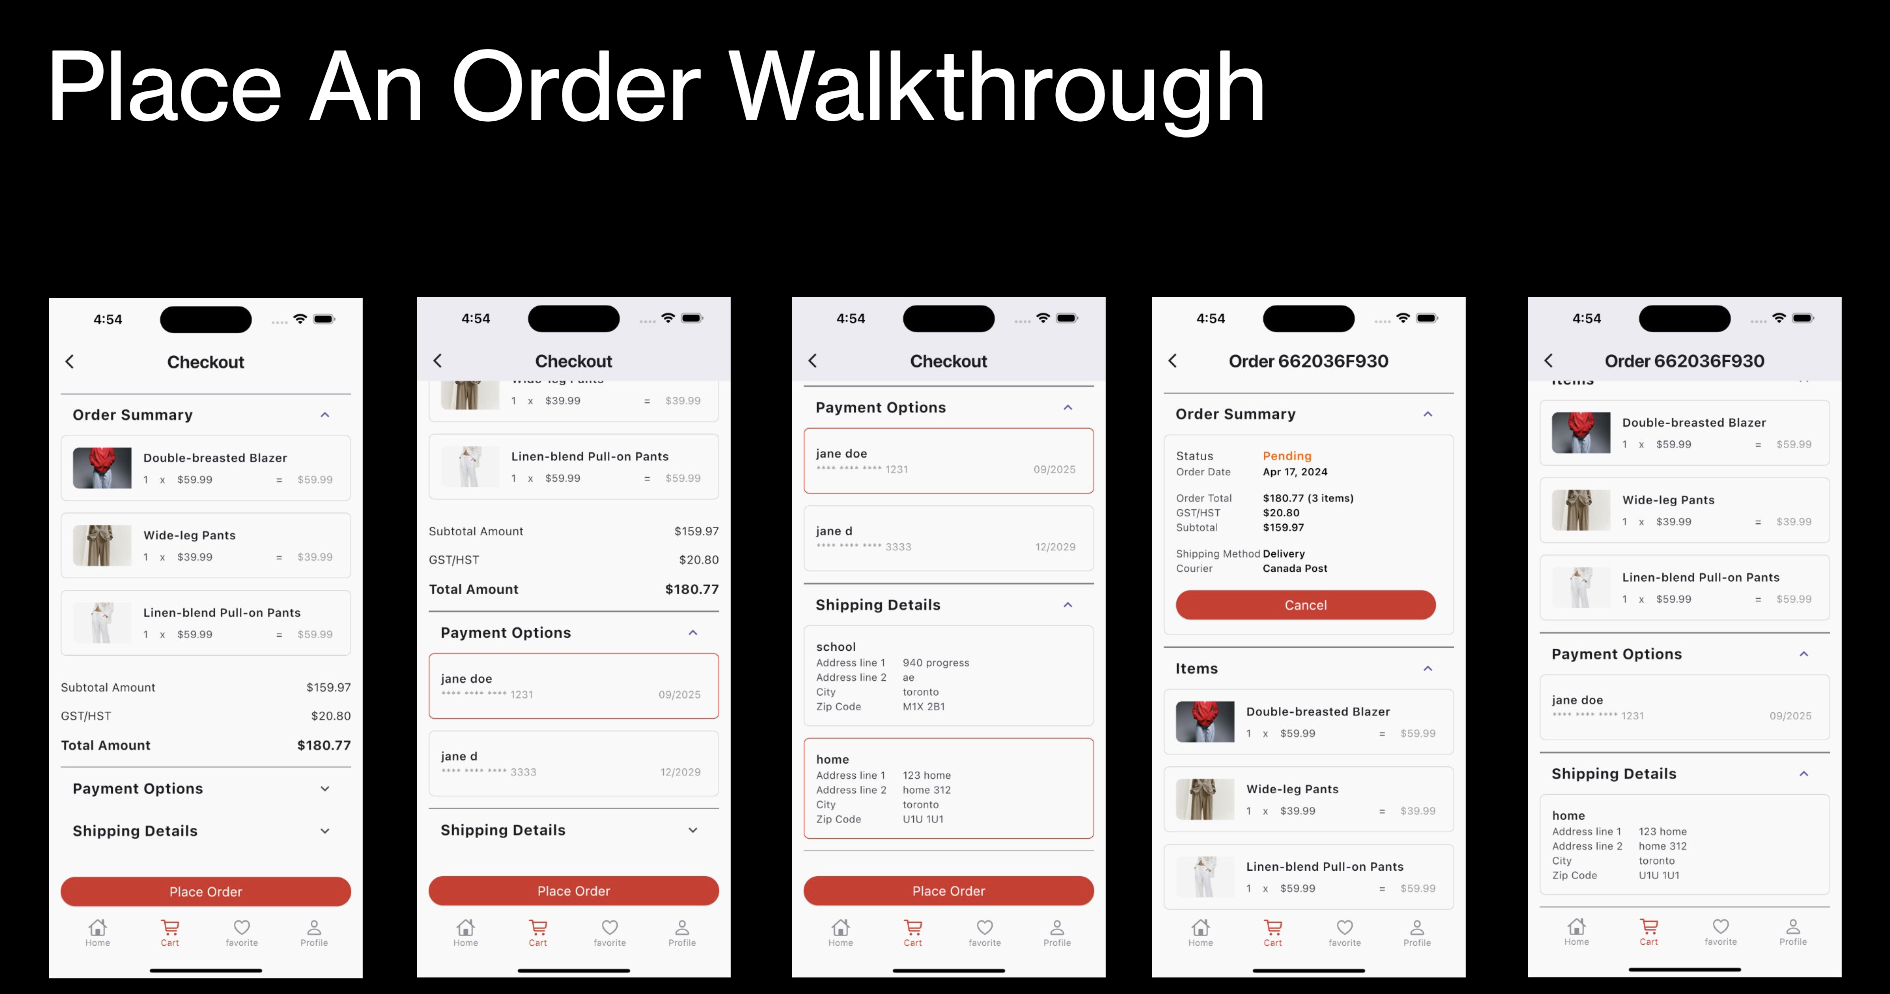 Place An Order Walkthrough
4:54
Checkout
Order Summary
Double-breasted Blazer
1 x $59.99 = $59.99
Wide-leg Pants
1 x $39.99 = $39.99
Linen-blend Pull-on Pants
1 x $59.99 = $59.99
Subtotal Amount $159.97
GST/HST $20.80
Total Amount $180.77
Payment Options
Shipping Details
Place Order
Home Cart favorite Profile
4:54
Checkout
Wide-leg Pants
1 x $39.99 = $39.99
Linen-blend Pull-on Pants
1 x $59.99 = $59.99
Subtotal Amount $159.97
GST/HST $20.80
Total Amount $180.77
Payment Options
jane doe
**** **** **** 1231 09/2025
jane d
**** **** **** 3333 12/2029
Shipping Details
Place Order
Home Cart favorite Profile
4:54
Checkout
Payment Options
jane doe
**** **** **** 1231 09/2025
jane d
**** **** **** 3333 12/2029
Shipping Details
school
Address line 1 940 progress
Address line 2 ae
City toronto
Zip Code M1X 2B1
home
Address line 1 123 home
Address line 2 home 312
City toronto
Zip Code U1U 1U1
Place Order
Home Cart favorite Profile
4:54
Order 662036F930
Order Summary
Status Pending
Order Date Apr 17, 2024
Order Total $180.77 (3 items)
GST/HST $20.80
Subtotal $159.97
Shipping Method Delivery
Courier Canada Post
Cancel
Items
Double-breasted Blazer
1 x $59.99 = $59.99
Wide-leg Pants
1 x $39.99 = $39.99
Linen-blend Pull-on Pants
1 x $59.99 = $59.99
Home Cart favorite Profile
4:54
Order 662036F930
Items
Double-breasted Blazer
1 x $59.99 = $59.99
Wide-leg Pants
1 x $39.99 = $39.99
Linen-blend Pull-on Pants
1 x $59.99 = $59.99
Payment Options
jane doe
**** **** **** 1231 09/2025
Shipping Details
home
Address line 1 123 home
Address line 2 home 312
City toronto
Zip Code U1U 1U1
Home Cart favorite Profile